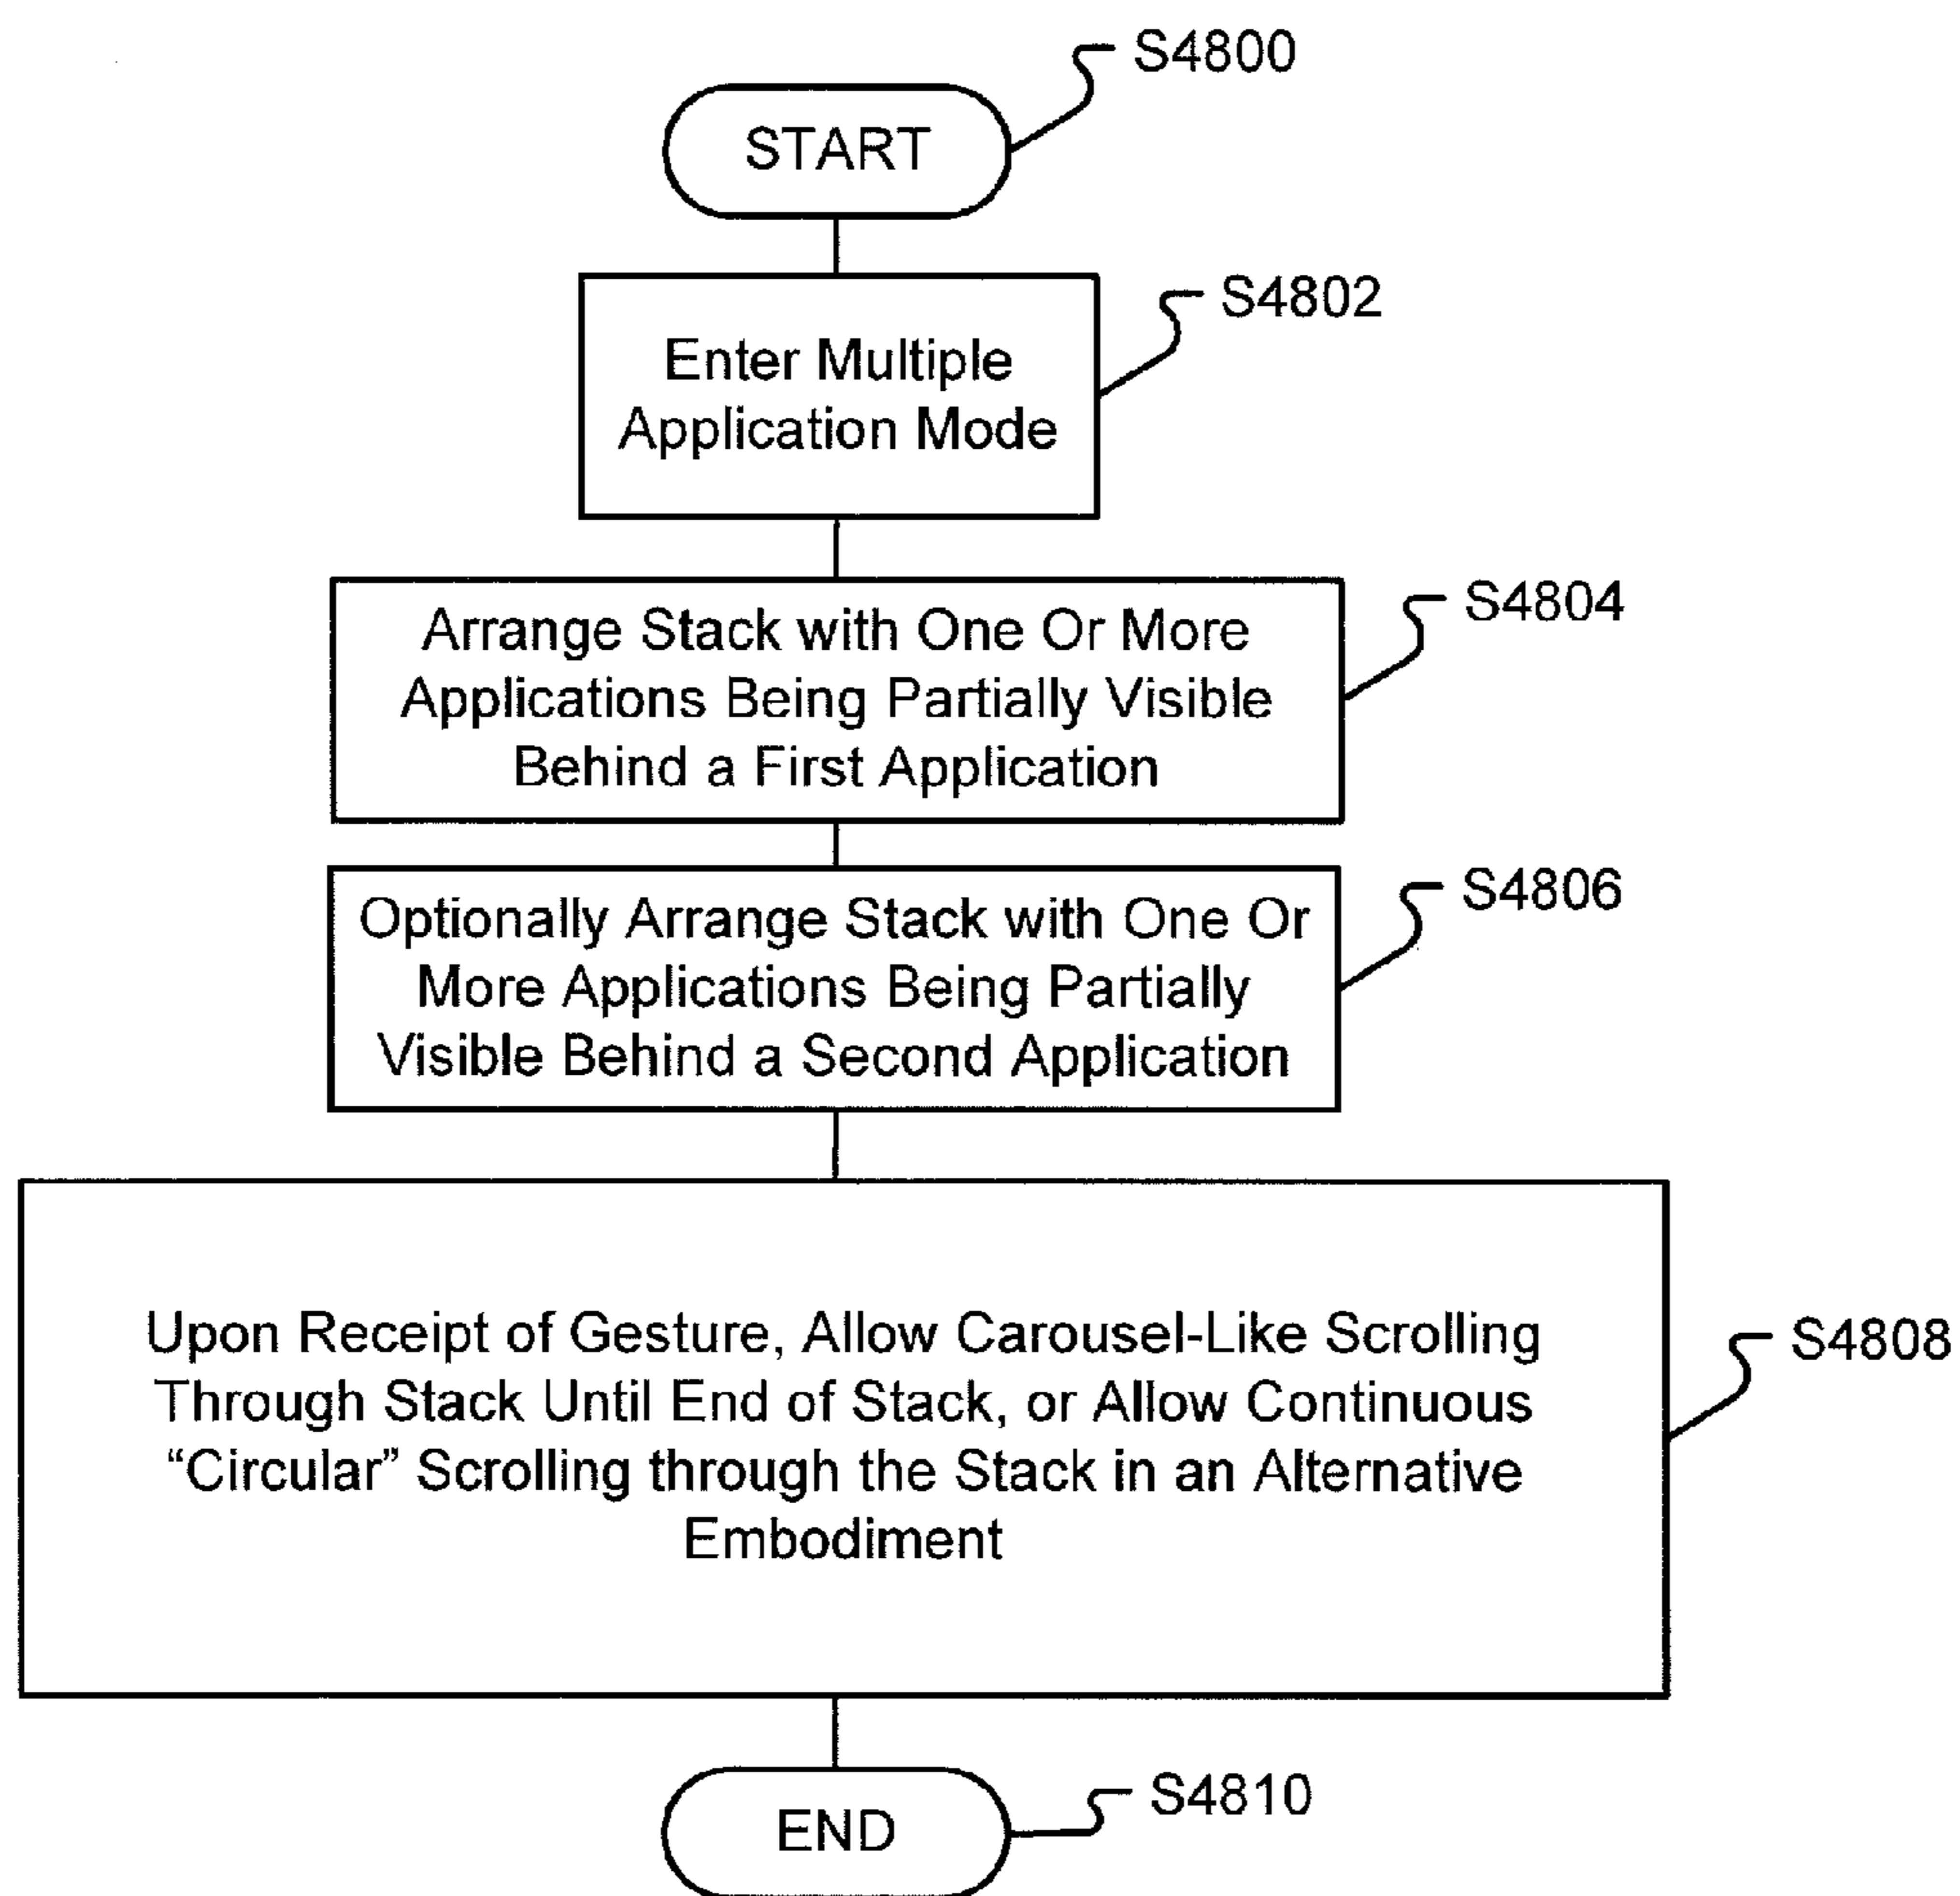 S4800
START
S4802
Enter Multiple
Application Mode
S4804
Arrange Stack with One Or More
Applications Being Partially Visible
Behind a First Application
S4806
Optionally Arrange Stack with One Or
More Applications Being Partially
Visible Behind a Second Application
S4808
Upon Receipt of Gesture, Allow Carousel-Like Scrolling
Through Stack Until End of Stack, or Allow Continuous
“Circular” Scrolling through the Stack in an Alternative
Embodiment
S4810
END